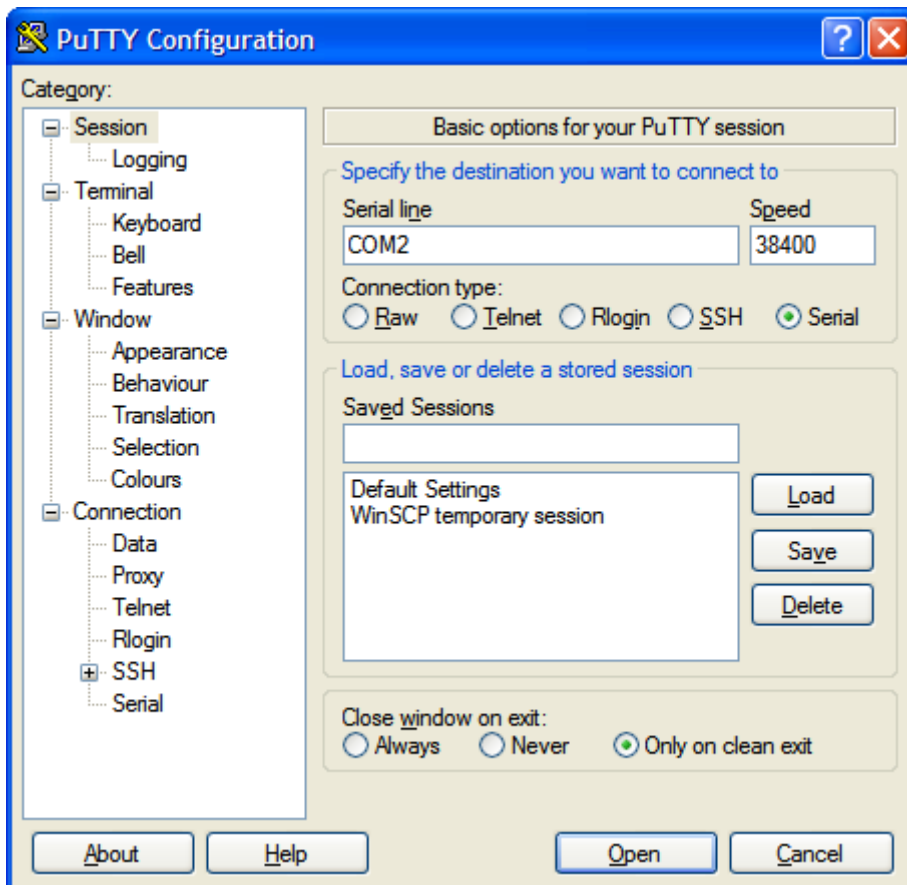 PuTTY Configuration
Category:
Session
Logging
Terminal
Keyboard
Bell
Features
Window
Appearance
Behaviour
Translation
Selection
Colours
Connection
Data
Proxy
Telnet
Rlogin
SSH
Serial
Basic options for your PuTTY session
Specify the destination you want to connect to
Serial line Speed
COM2 38400
Connection type:
Raw Telnet Rlogin SSH Serial
Load, save or delete a stored session
Saved Sessions
Default Settings
WinSCP temporary session
Load
Save
Delete
Close window on exit:
Always Never Only on clean exit
About Help Open Cancel